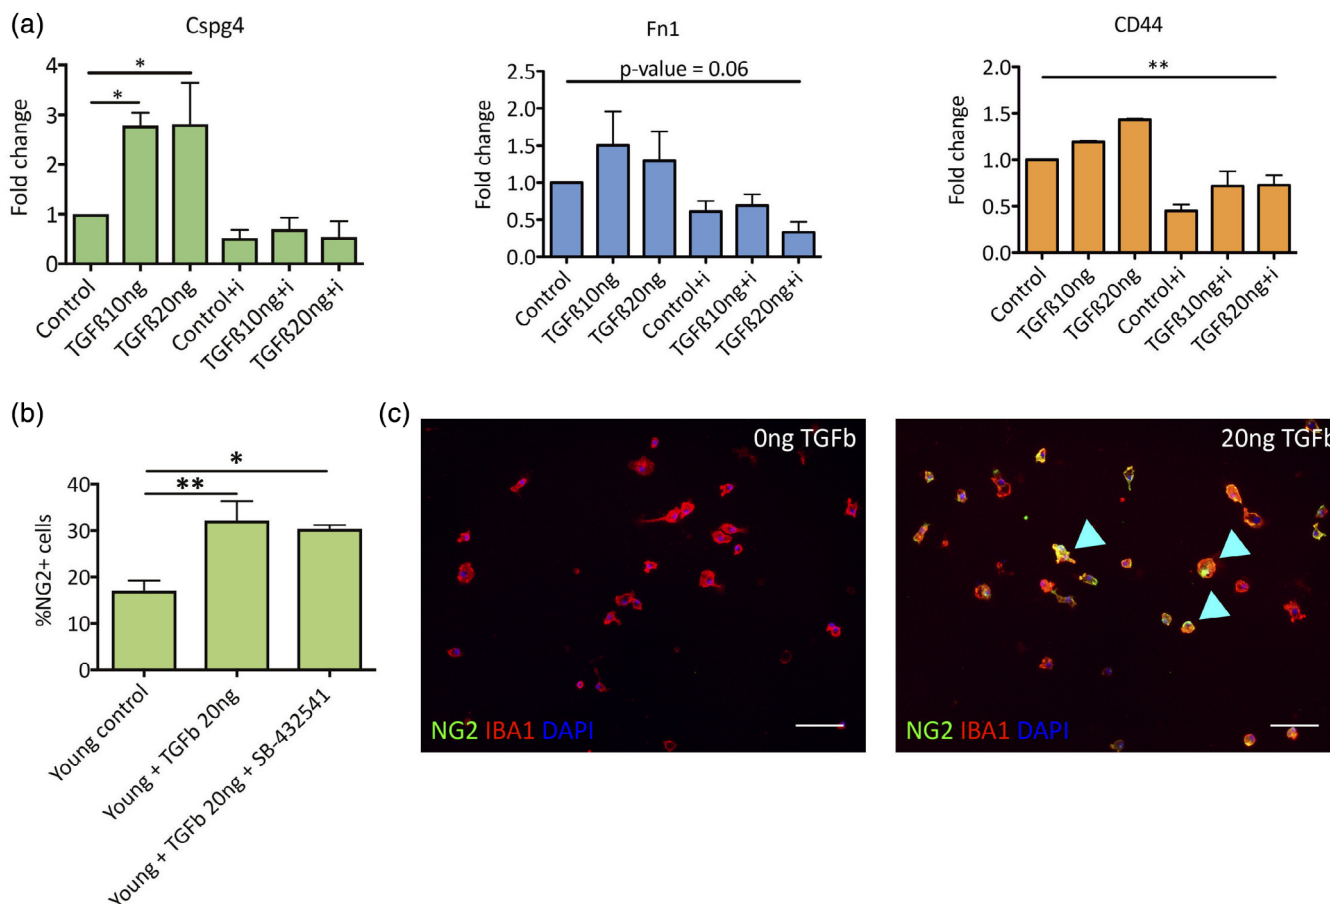 (a)
Cspg4
Fold change
4
3
2
1
0
*
*
Control
TGFß10ng
TGFß20ng
Control+i
TGFß10ng+i
TGFß20ng+i
Fn1
Fold change
2.5
2.0
1.5
1.0
0.5
0.0
p-value = 0.06
Control
TGFß10ng
TGFß20ng
Control+i
TGFß10ng+i
TGFß20ng+i
CD44
Fold change
2.0
1.5
1.0
0.5
0.0
**
Control
TGFß10ng
TGFß20ng
Control+i
TGFß10ng+i
TGFß20ng+i
(b)
%NG2+ cells
40
30
20
10
0
*
**
Young control
Young + TGFb 20ng
Young + TGFb 20ng + SB-432541
(c)
0ng TGFb
NG2 IBA1 DAPI
20ng TGFb
NG2 IBA1 DAPI